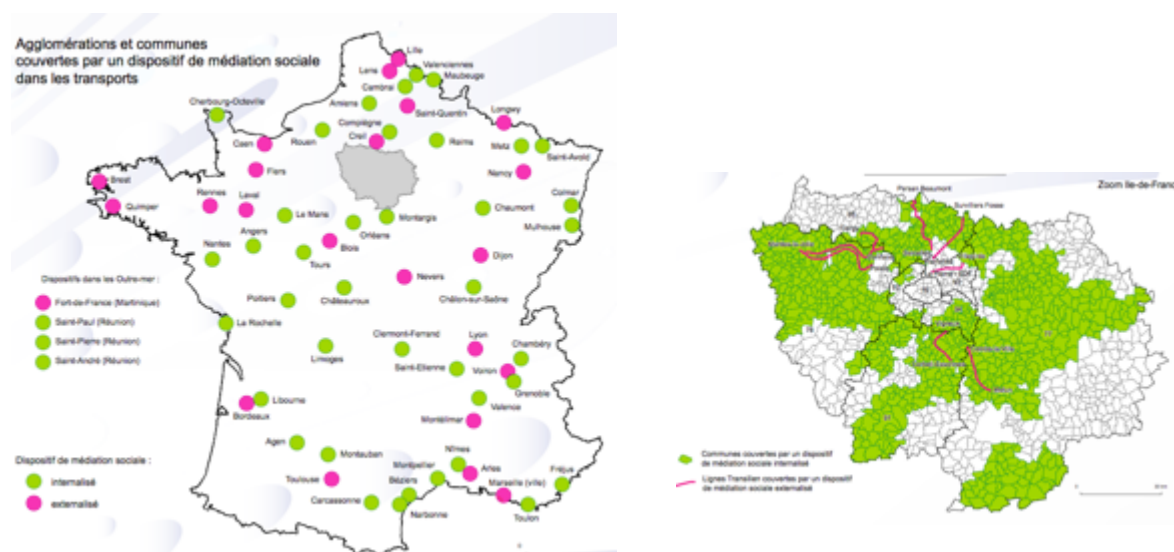 Agglomérations et communes
couvertes par un dispositif de médiation sociale
dans les transports
Lille
Lens
Valenciennes
Maubeuge
Cambrai
Cherbourg-Octeville
Amiens
Saint-Quentin
Longwy
Compiègne
Rouen
Creil
Reims
Caen
Metz
Saint-Avold
Flers
Nancy
Brest
Rennes
Laval
Colmar
Quimper
Le Mans
Montargis
Chaumont
Angers
Orléans
Mulhouse
Nantes
Blois
Dijon
Tours
Nevers
Dispositifs dans les Outre-mer :
Fort-de-France (Martinique)
Châteauroux
Châlon-sur-Saône
Poitiers
Saint-Paul (Réunion)
La Rochelle
Saint-Pierre (Réunion)
Clermont-Ferrand
Lyon
Chambéry
Saint-André (Réunion)
Limoges
Saint-Etienne
Voiron
Grenoble
Libourne
Valence
Bordeaux
Montélimar
Agen
Montauban
Nîmes
Dispositif de médiation sociale :
Montpellier
Arles
Fréjus
internalisé
Toulouse
Béziers
Marseille (ville)
externalisé
Carcassonne
Narbonne
Toulon
Zoom Ile-de-Franc
Persan Beaumont
Survilliers Fosse
Communes couvertes par un dispositif
de médiation sociale internalisé
Lignes Transilien couvertes par un dispositif
de médiation sociale externalisé